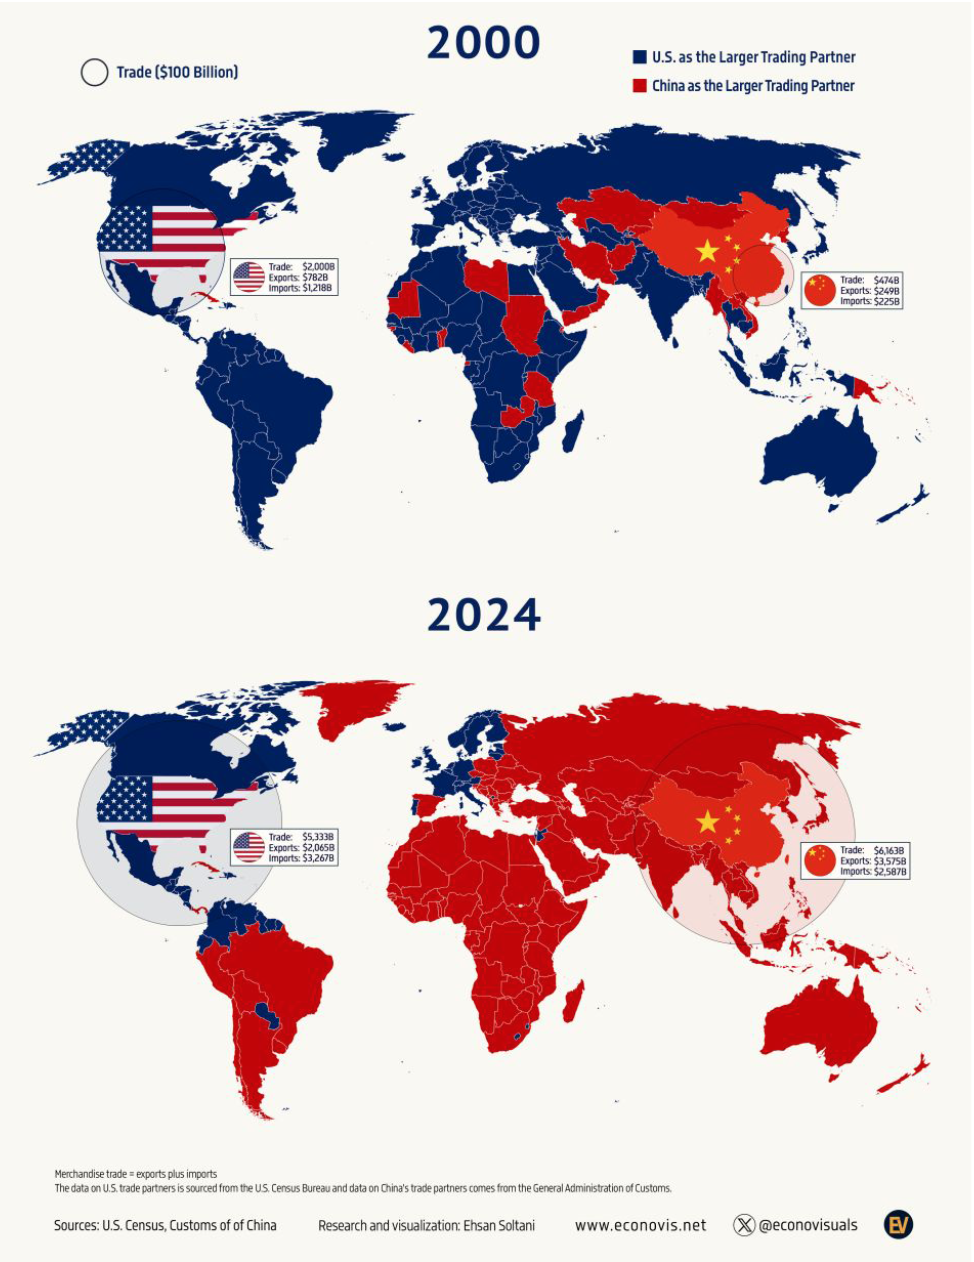 2000
Trade ($100 Billion)
U.S. as the Larger Trading Partner
China as the Larger Trading Partner
Trade: $2,000B
Exports: $782B
Imports: $1,218B
Trade: $474B
Exports: $249B
Imports: $225B
2024
Trade: $5,333B
Exports: $2,065B
Imports: $3,267B
Trade: $6,163B
Exports: $3,575B
Imports: $2,587B
Merchandise trade = exports plus imports
The data on U.S. trade partners is sourced from the U.S. Census Bureau and data on China's trade partners comes from the General Administration of Customs.
Sources: U.S. Census, Customs of of China
Research and visualization: Ehsan Soltani
www.econovis.net
@econovisuals
EV